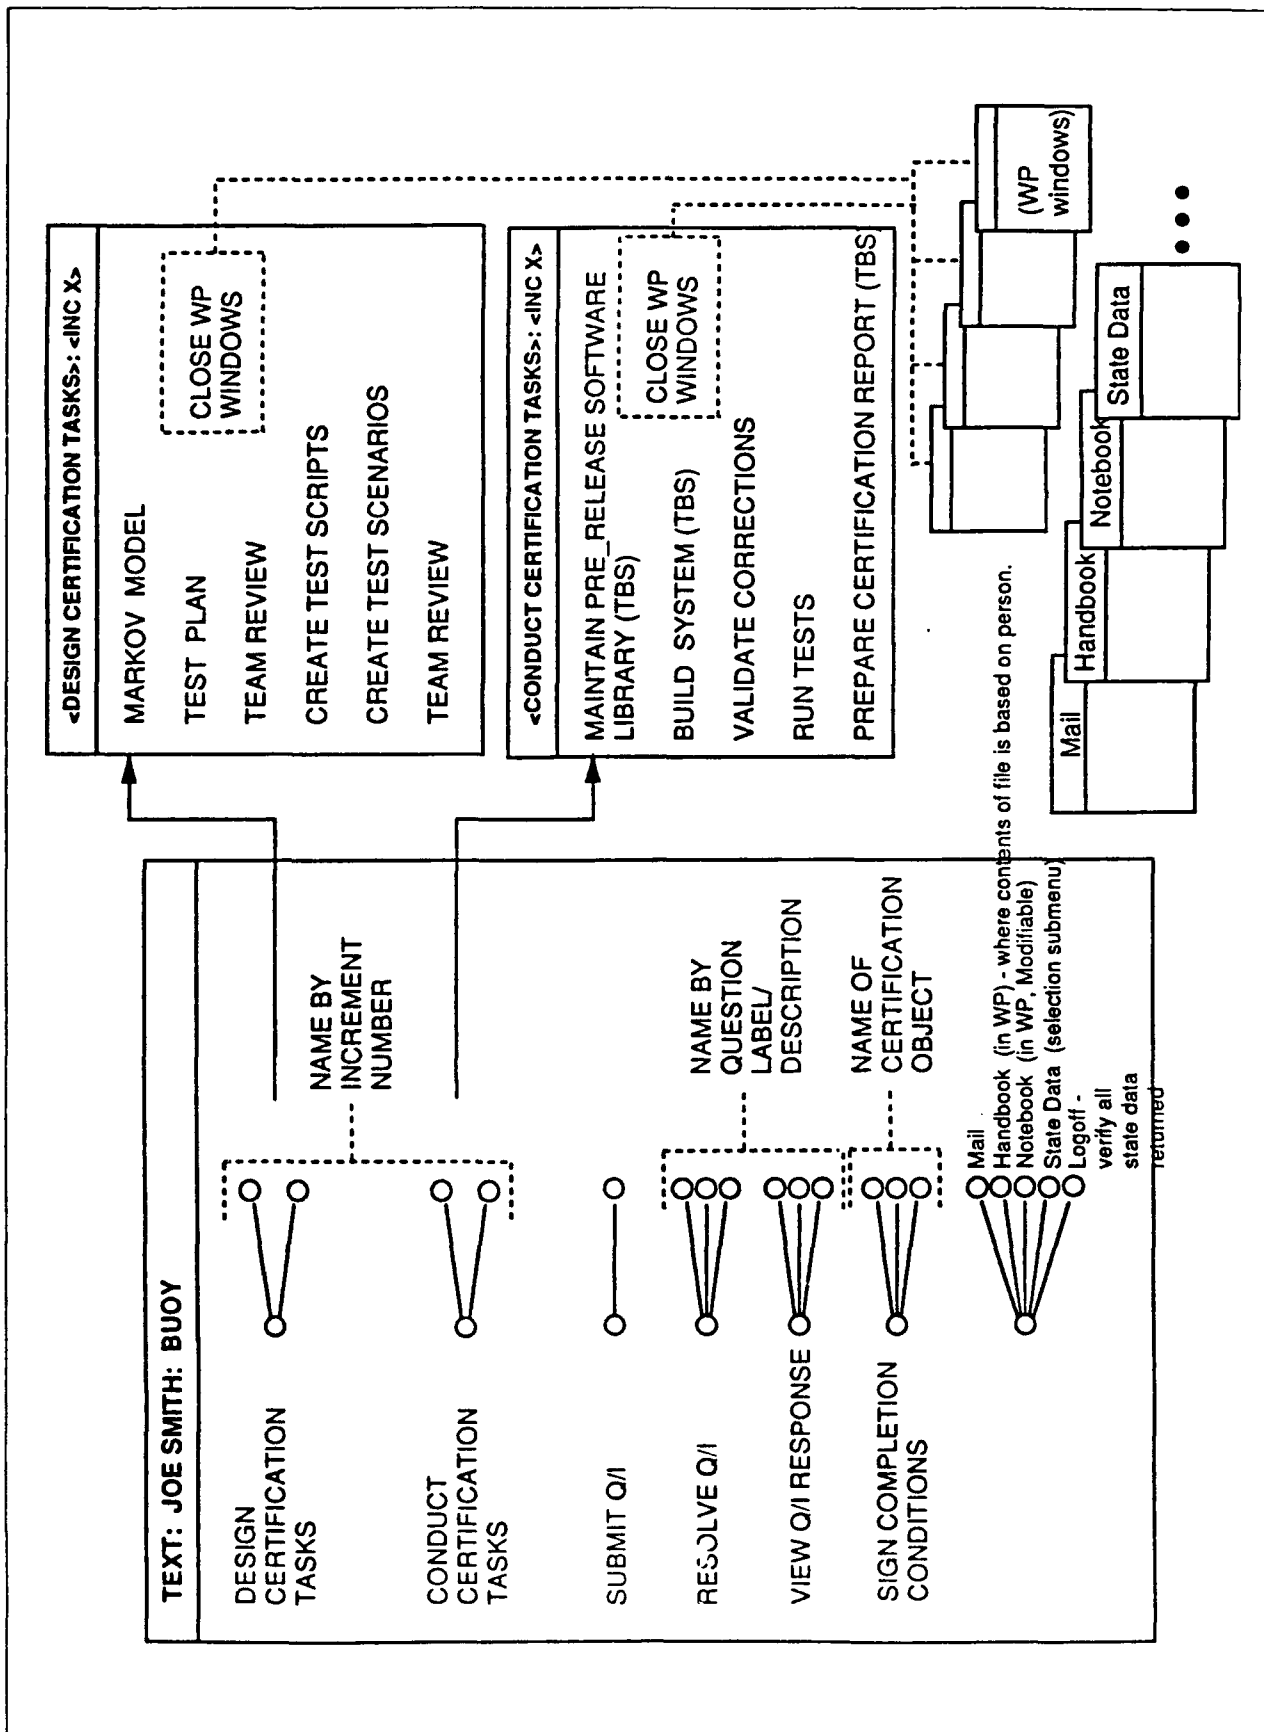 TEXT: JOE SMITH: BUOY
DESIGN
CERTIFICATION
TASKS
NAME BY
INCREMENT
NUMBER
CONDUCT
CERTIFICATION
TASKS
SUBMIT Q/I
RESOLVE Q/I
NAME BY
QUESTION
LABEL/
DESCRIPTION
VIEW Q/I RESPONSE
SIGN COMPLETION
CONDITIONS
NAME OF
CERTIFICATION
OBJECT
Mail
Handbook (in WP) - where contents of file is based on person.
Notebook (in WP, Modifiable)
State Data (selection submenu)
Logoff -
verify all
state data
returned
<DESIGN CERTIFICATION TASKS>: <INC X>
MARKOV MODEL
TEST PLAN
CLOSE WP
WINDOWS
TEAM REVIEW
CREATE TEST SCRIPTS
CREATE TEST SCENARIOS
TEAM REVIEW
<CONDUCT CERTIFICATION TASKS>: <INC X>
MAINTAIN PRE_RELEASE SOFTWARE
LIBRARY (TBS)
CLOSE WP
WINDOWS
BUILD SYSTEM (TBS)
VALIDATE CORRECTIONS
RUN TESTS
PREPARE CERTIFICATION REPORT (TBS)
(WP
windows)
Mail
Handbook
Notebook
State Data